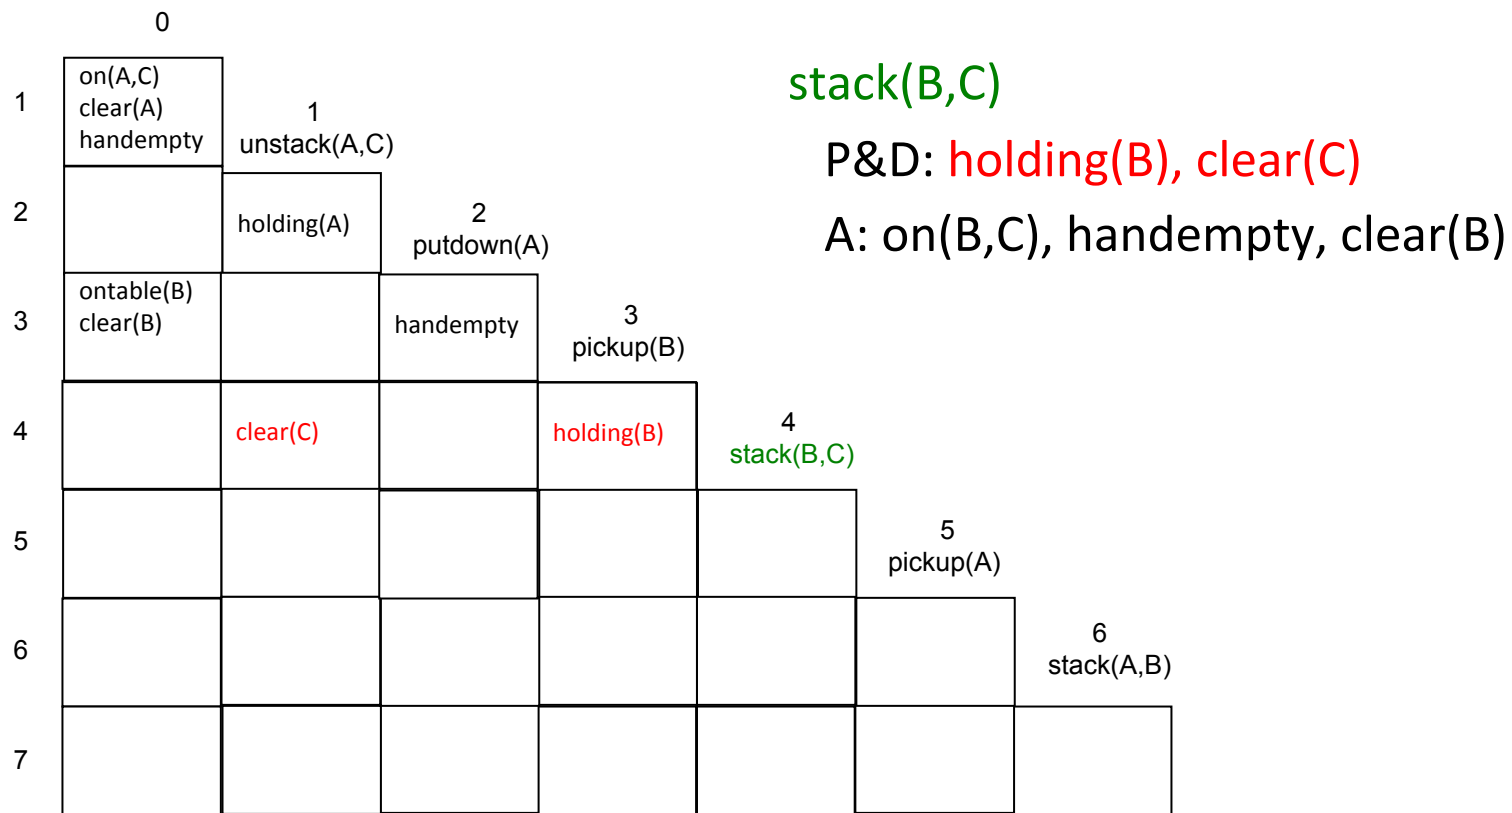 0
1
on(A,C)
clear(A)
handempty
1
unstack(A,C)
stack(B,C)
P&D: holding(B), clear(C)
A: on(B,C), handempty, clear(B)
2
holding(A)
2
putdown(A)
3
ontable(B)
clear(B)
handempty
3
pickup(B)
4
clear(C)
holding(B)
4
stack(B,C)
5
5
pickup(A)
6
6
stack(A,B)
7